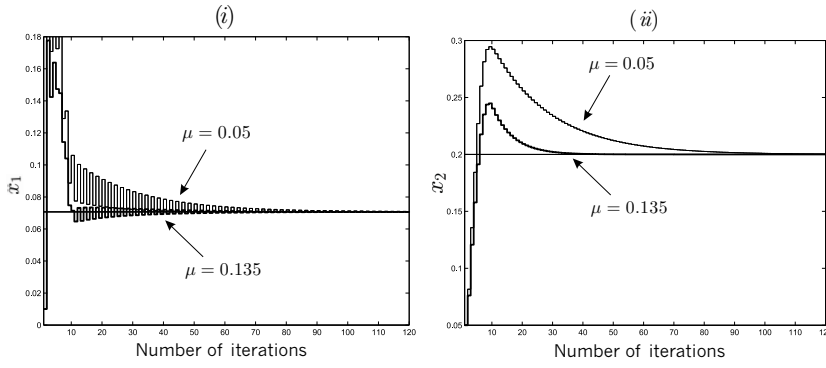 (i)
0.18
0.16
0.14
0.12
0.1
0.08
0.06
0.04
0.02
0
x₁
μ = 0.05
μ = 0.135
10 20 30 40 50 60 70 80 90 100 110 120
Number of iterations
(ii)
0.3
0.25
0.2
0.15
0.1
0.05
x₂
μ = 0.05
μ = 0.135
10 20 30 40 50 60 70 80 90 100 110 120
Number of iterations